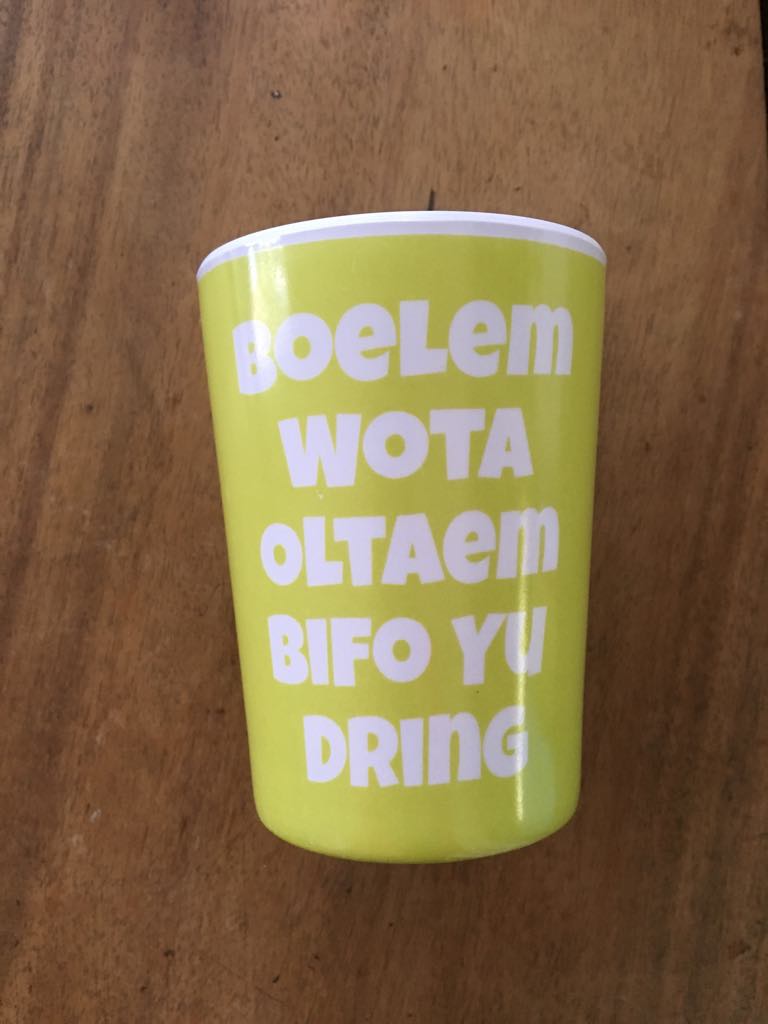 BOELEM
WOTA
OLTAEM
BIFO YU
DRING